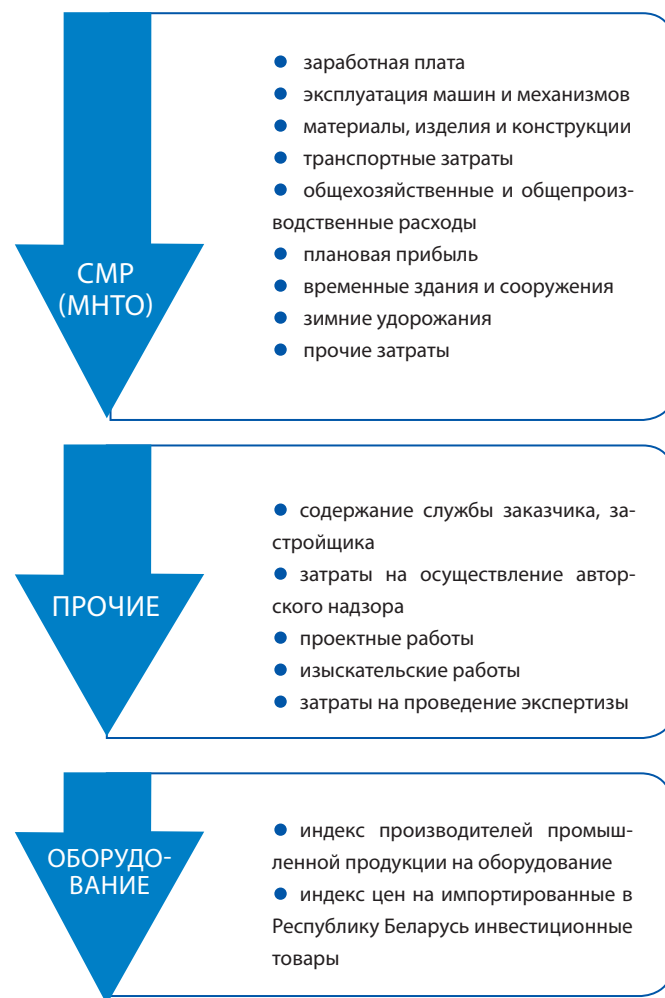 СМР
(МНТО)
● заработная плата
● эксплуатация машин и механизмов
● материалы, изделия и конструкции
● транспортные затраты
● общехозяйственные и общепроиз-
водственные расходы
● плановая прибыль
● временные здания и сооружения
● зимние удорожания
● прочие затраты
ПРОЧИЕ
● содержание службы заказчика, за-
стройщика
● затраты на осуществление автор-
ского надзора
● проектные работы
● изыскательские работы
● затраты на проведение экспертизы
ОБОРУДО-
ВАНИЕ
● индекс производителей промыш-
ленной продукции на оборудование
● индекс цен на импортированные в
Республику Беларусь инвестиционные
товары